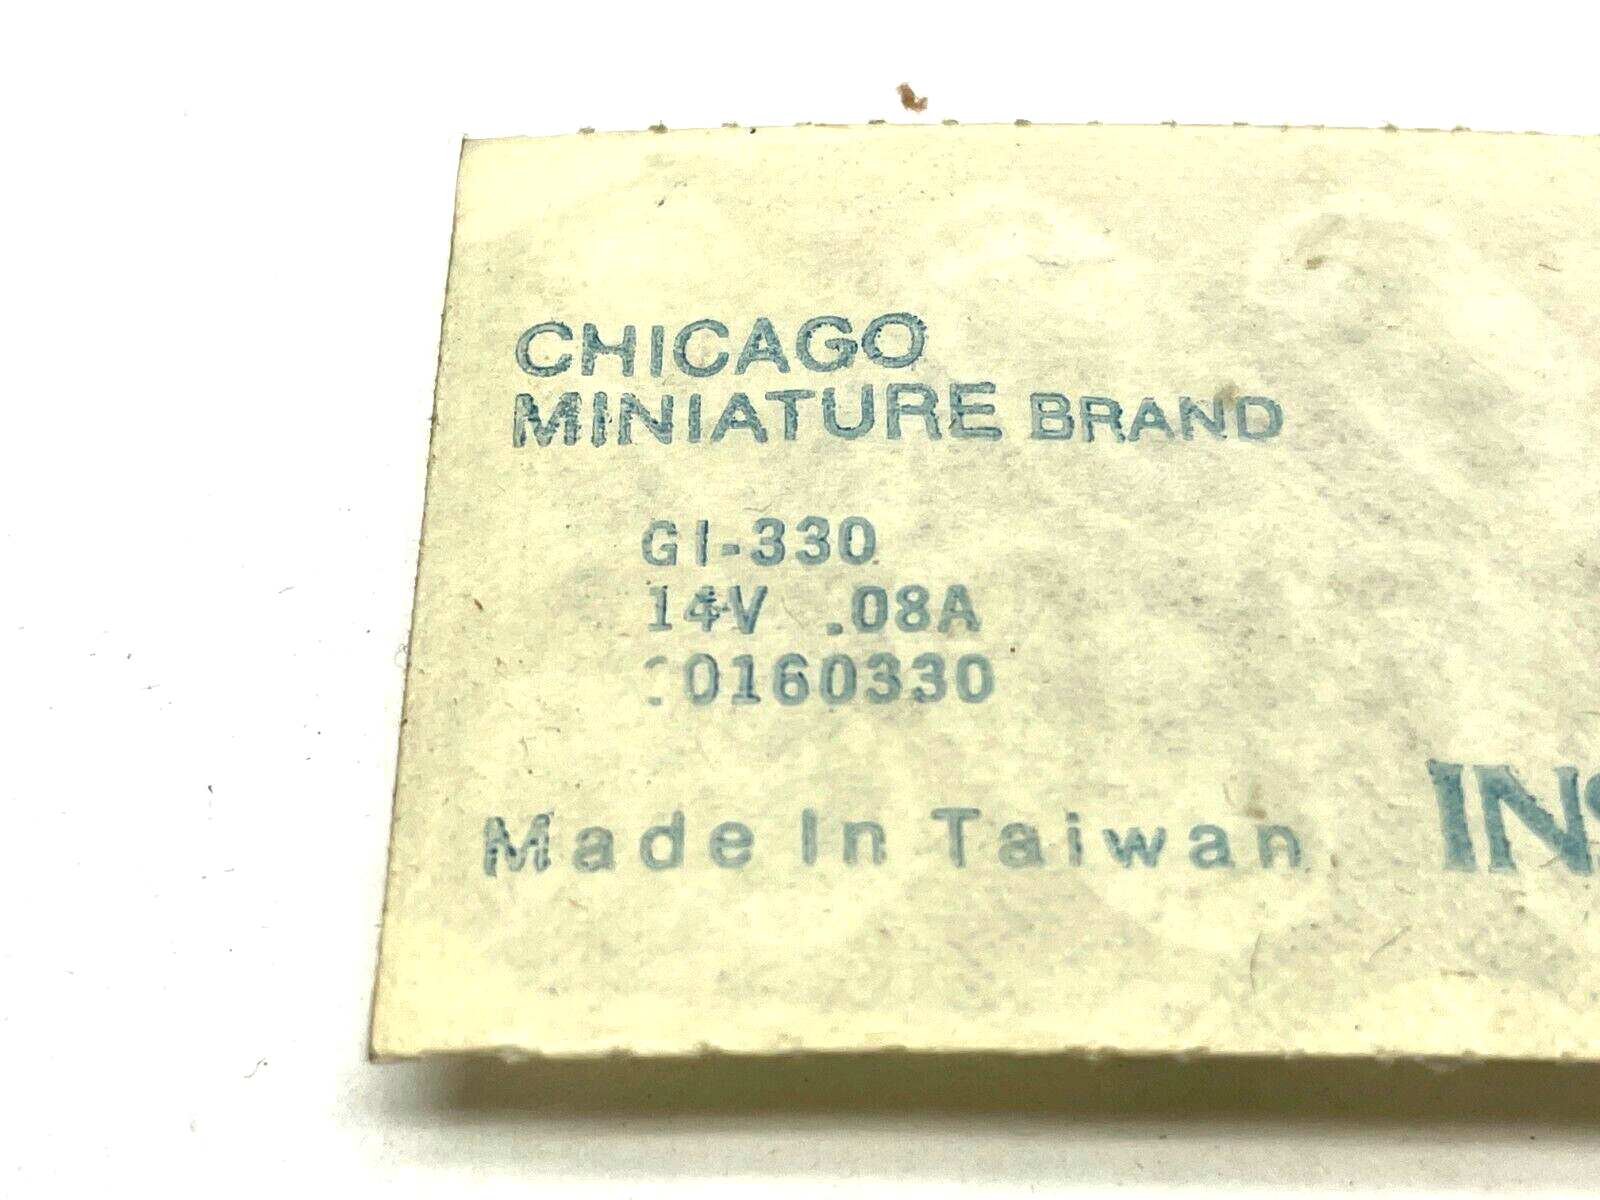 CHICAGO
MINIATURE BRAND
GI-330
14V .08A
0160330
Made In Taiwan